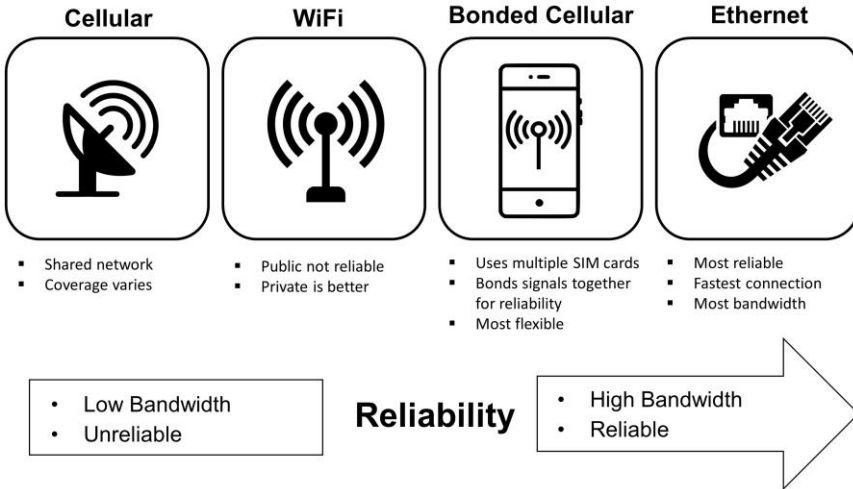 Cellular
WiFi
Bonded Cellular
Ethernet
▪ Shared network
▪ Coverage varies
▪ Public not reliable
▪ Private is better
▪ Uses multiple SIM cards
▪ Bonds signals together
for reliability
▪ Most flexible
▪ Most reliable
▪ Fastest connection
▪ Most bandwidth
• Low Bandwidth
• Unreliable
Reliability
• High Bandwidth
• Reliable